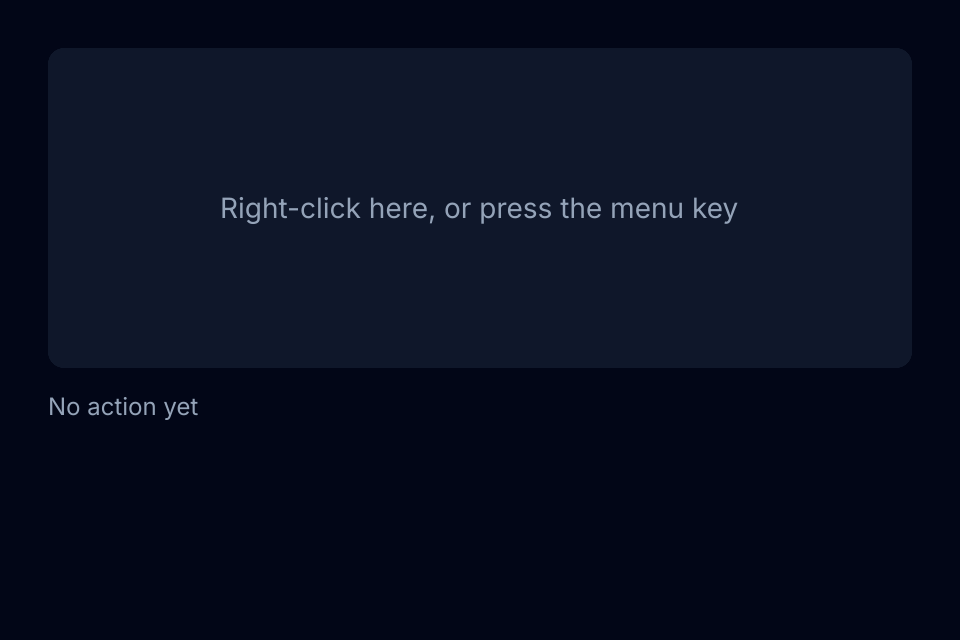 Right-click here, or press the menu key
No action yet